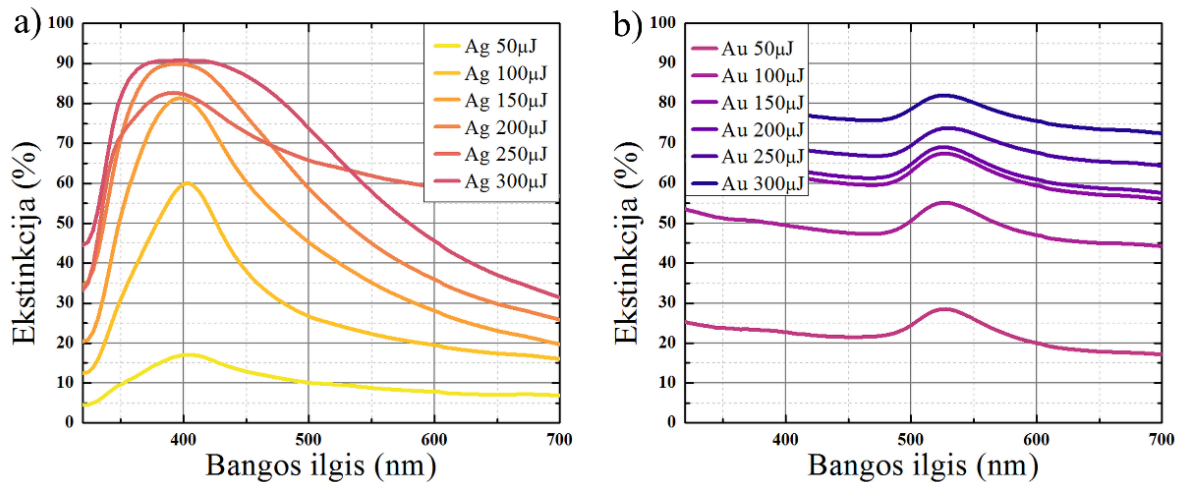 a)
Ekstinkcija (%)
100
90
80
70
60
50
40
30
20
10
0
Ag 50µJ
Ag 100µJ
Ag 150µJ
Ag 200µJ
Ag 250µJ
Ag 300µJ
400
500
600
700
Bangos ilgis (nm)
b)
Ekstinkcija (%)
100
90
80
70
60
50
40
30
20
10
0
Au 50µJ
Au 100µJ
Au 150µJ
Au 200µJ
Au 250µJ
Au 300µJ
400
500
600
700
Bangos ilgis (nm)